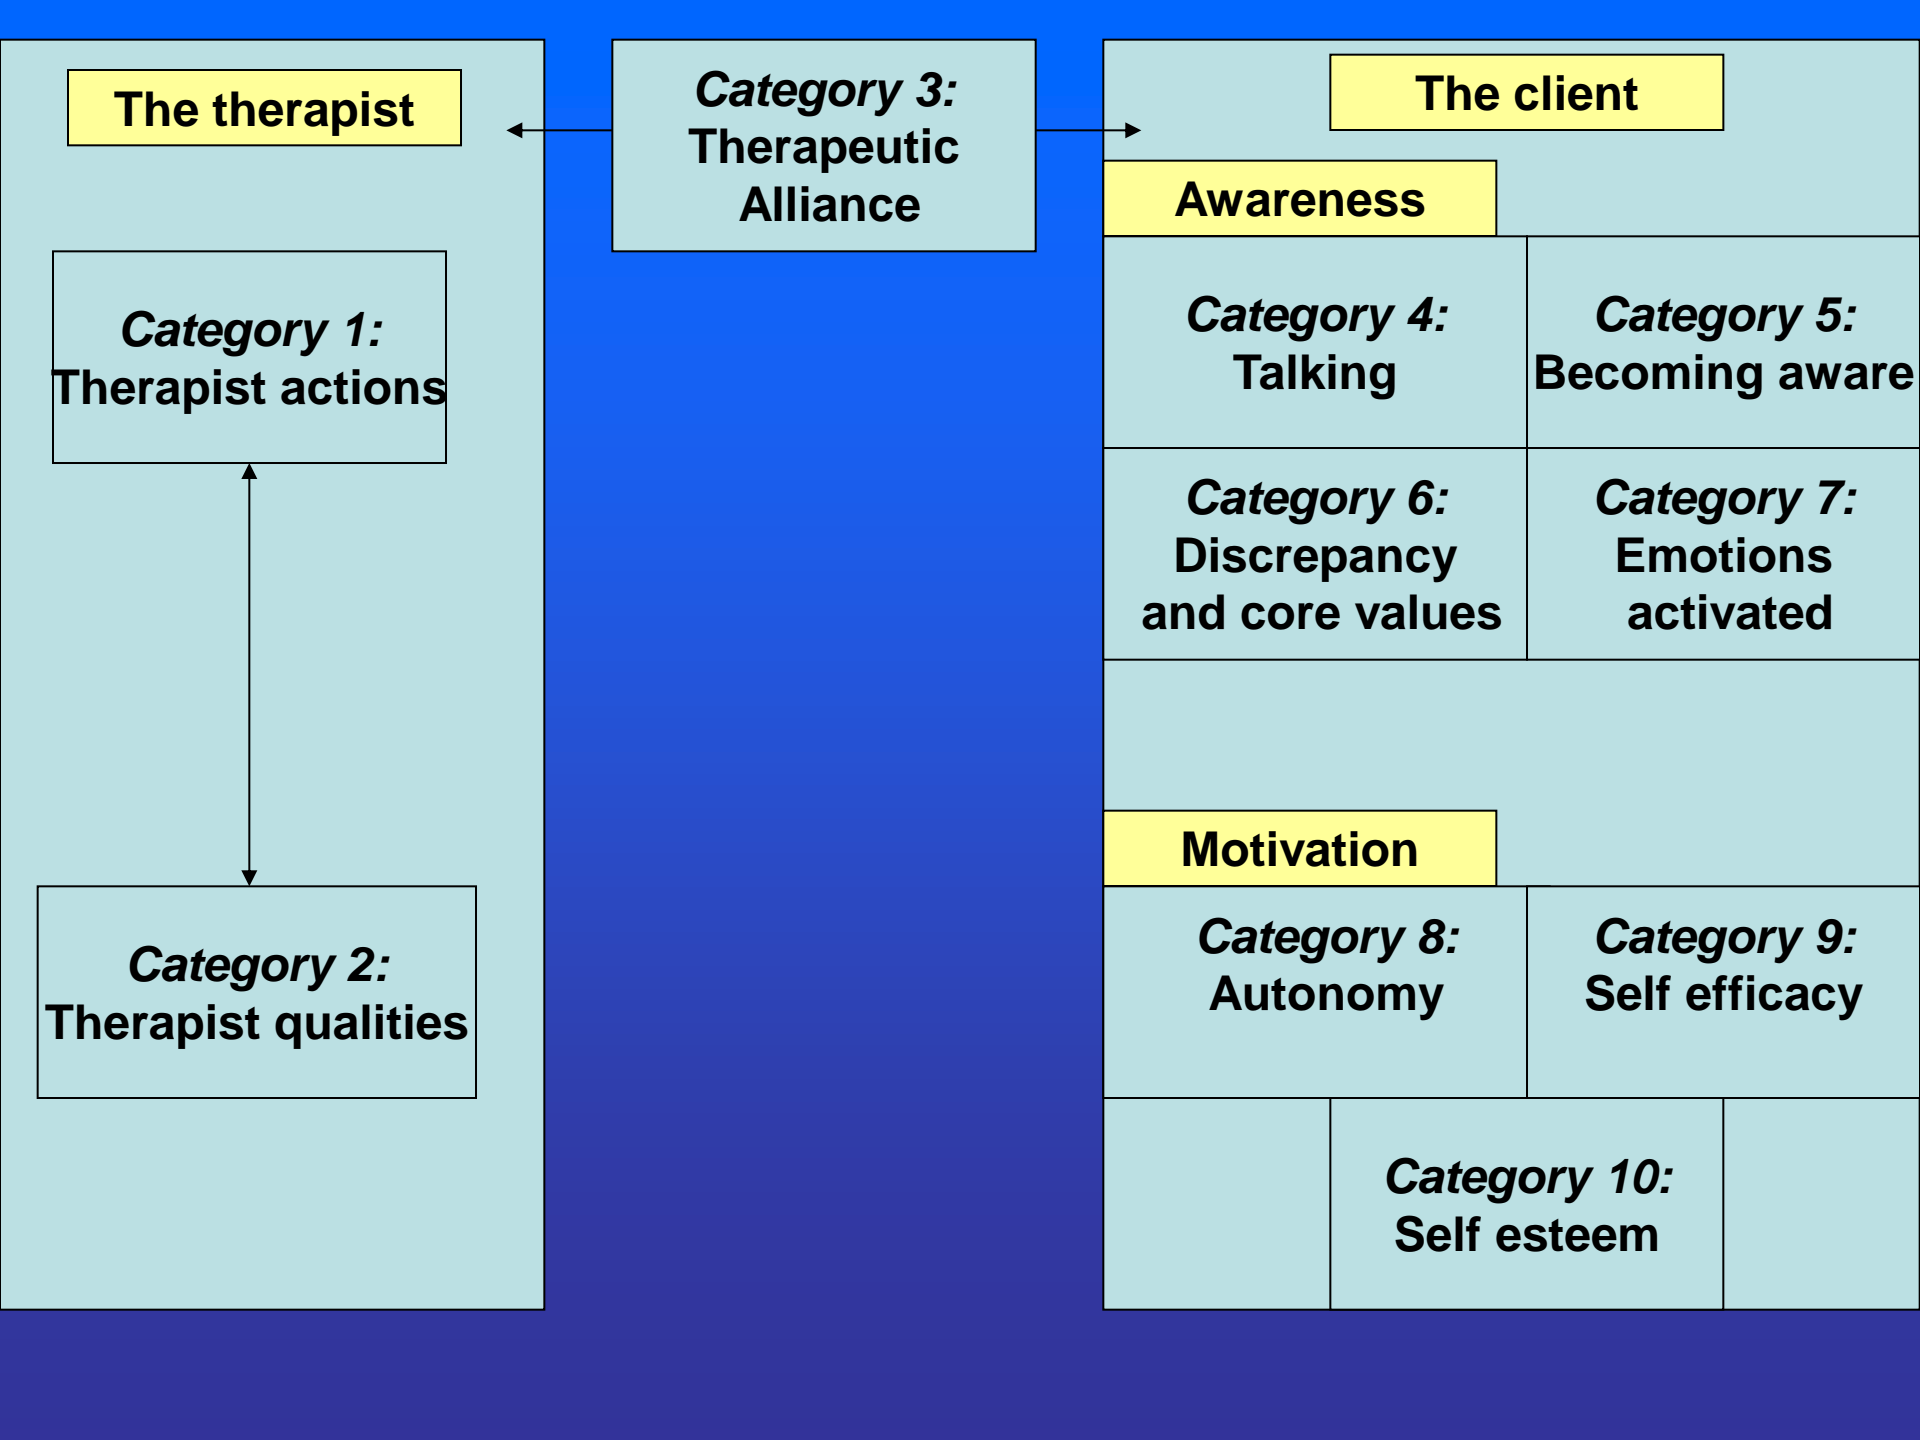 The therapist
Category 1:
Therapist actions
Category 2:
Therapist qualities
Category 3:
Therapeutic
Alliance
The client
Awareness
Category 4:
Talking
Category 5:
Becoming aware
Category 6:
Discrepancy
and core values
Category 7:
Emotions
activated
Motivation
Category 8:
Autonomy
Category 9:
Self efficacy
Category 10:
Self esteem